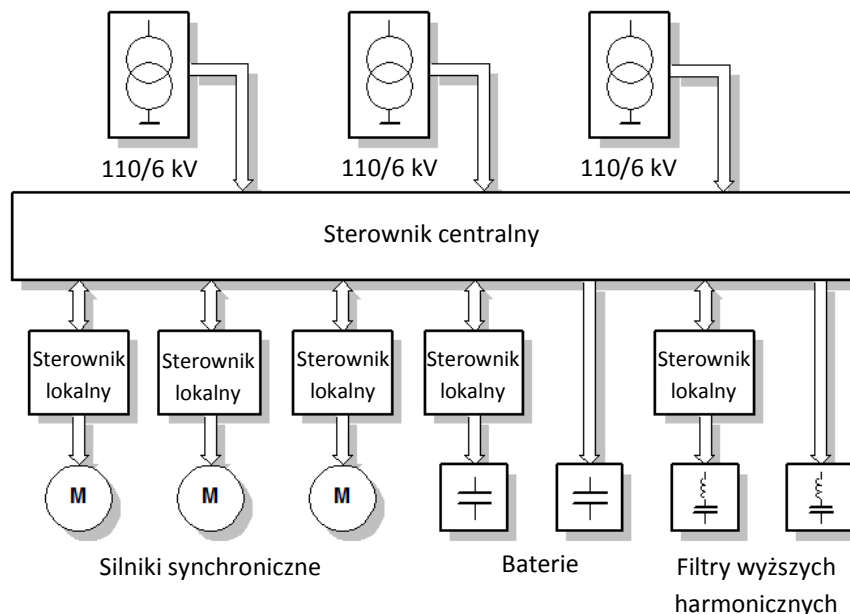 110/6 kV
110/6 kV
110/6 kV
Sterownik centralny
Sterownik
lokalny
Sterownik
lokalny
Sterownik
lokalny
Sterownik
lokalny
Sterownik
lokalny
M
M
M
Silniki synchroniczne
Baterie
Filtry wyższych
harmonicznych